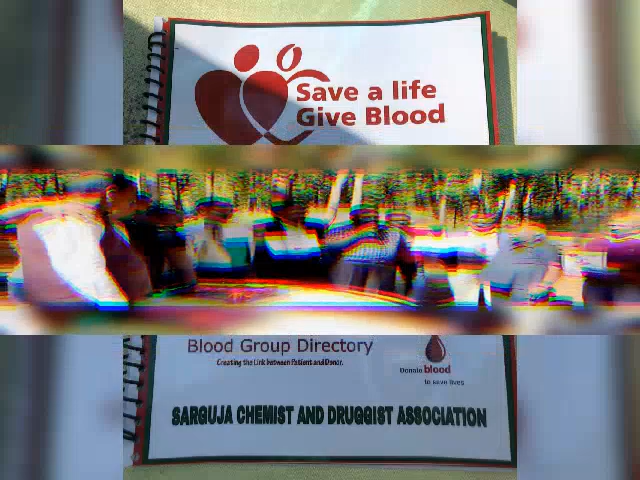 Save a life
Give Blood
Blood Group Directory
Creating the Link between Patient and Donor.
Donate blood
to save lives
SARGUJA CHEMIST AND DRUGGIST ASSOCIATION